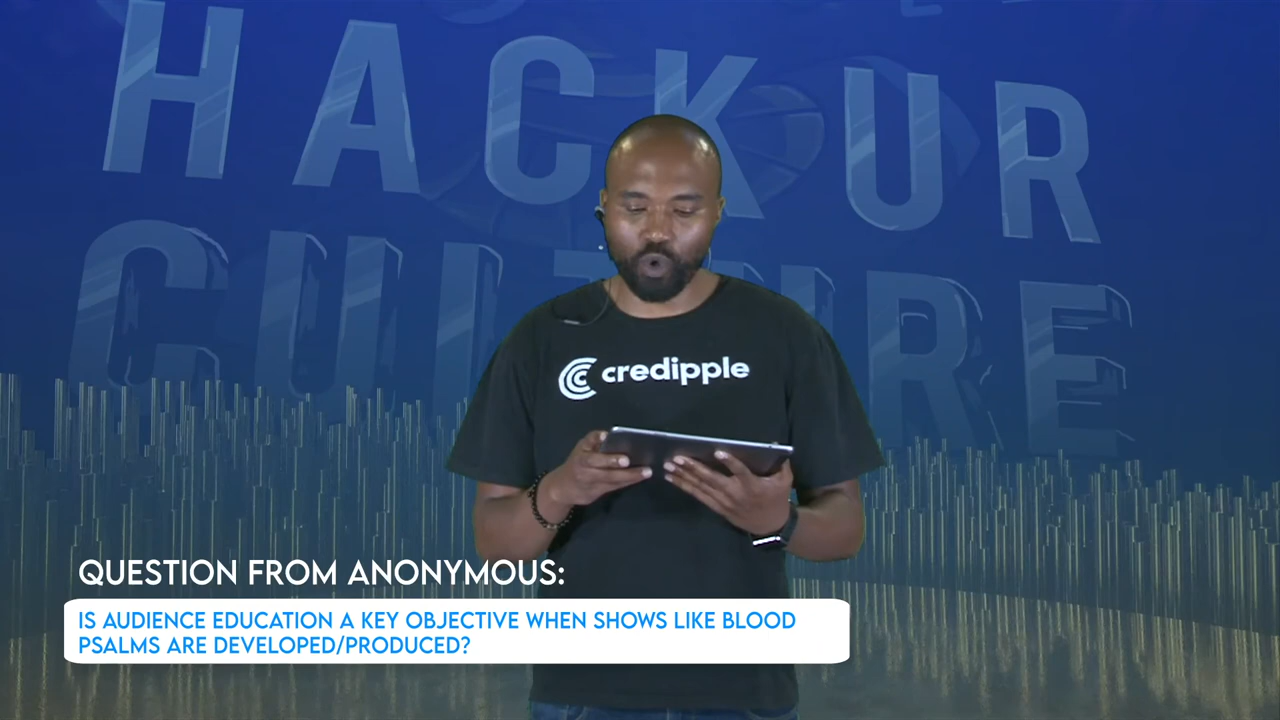 HACK UR
CULTURE
credipple
QUESTION FROM ANONYMOUS:
IS AUDIENCE EDUCATION A KEY OBJECTIVE WHEN SHOWS LIKE BLOOD
PSALMS ARE DEVELOPED/PRODUCED?